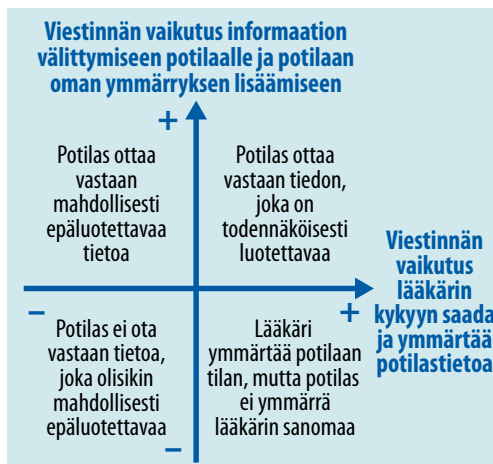 Viestinnän vaikutus informaation
välittymiseen potilaalle ja potilaan
oman ymmärryksen lisäämiseen
+
Potilas ottaa
vastaan
mahdollisesti
epäluotettavaa
tietoa
Potilas ottaa
vastaan tiedon,
joka on
todennäköisesti
luotettavaa
Viestinnän
vaikutus
lääkärin
kykyyn saada
ja ymmärtää
potilastietoa
–
+
Potilas ei ota
vastaan tietoa,
joka olisikin
mahdollisesti
epäluotettavaa
Lääkäri
ymmärtää potilaan
tilan, mutta potilas
ei ymmärrä
lääkärin sanomaa
–